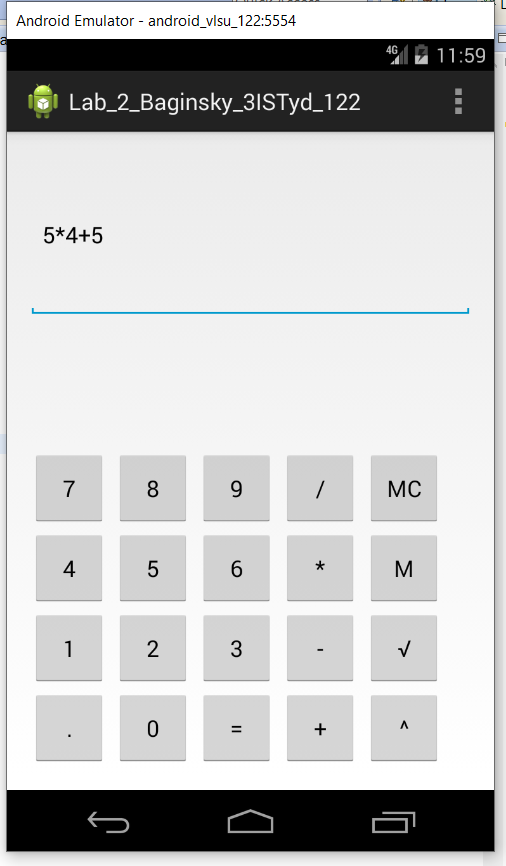 Android Emulator - android_vlsu_122:5554
4G 11:59
Lab_2_Baginsky_3ISTyd_122
5*4+5
7 8 9 / MC
4 5 6 * M
1 2 3 - √
. 0 = + ^